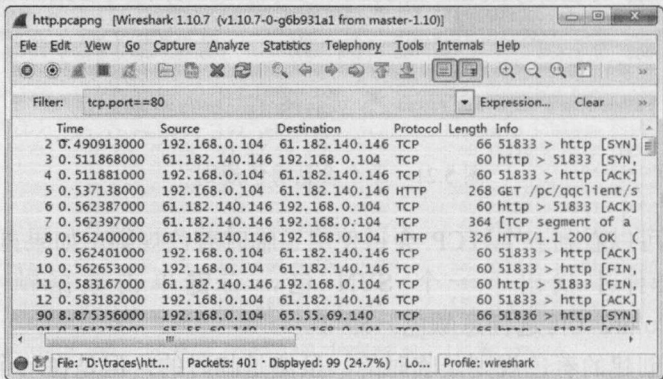 http.pcapng [Wireshark 1.10.7 (v1.10.7-0-g6b931a1 from master-1.10)]
File Edit View Go Capture Analyze Statistics Telephony Tools Internals Help
Filter: tcp.port==80 Expression... Clear »
Time Source Destination Protocol Length Info
2 0.490913000 192.168.0.104 61.182.140.146 TCP 66 51833 > http [SYN]
3 0.511868000 61.182.140.146 192.168.0.104 TCP 60 http > 51833 [SYN,
4 0.511881000 192.168.0.104 61.182.140.146 TCP 60 51833 > http [ACK]
5 0.537138000 192.168.0.104 61.182.140.146 HTTP 268 GET /pc/qqclient/s
6 0.562387000 61.182.140.146 192.168.0.104 TCP 60 http > 51833 [ACK]
7 0.562397000 61.182.140.146 192.168.0.104 TCP 364 [TCP segment of a
8 0.562400000 61.182.140.146 192.168.0.104 HTTP 326 HTTP/1.1 200 OK (
9 0.562401000 192.168.0.104 61.182.140.146 TCP 60 51833 > http [ACK]
10 0.562653000 192.168.0.104 61.182.140.146 TCP 60 51833 > http [FIN,
11 0.583167000 61.182.140.146 192.168.0.104 TCP 60 http > 51833 [FIN,
12 0.583182000 192.168.0.104 61.182.140.146 TCP 60 51833 > http [ACK]
90 8.875356000 192.168.0.104 65.55.69.140 TCP 66 51836 > http [SYN]
File: "D:\traces\htt... Packets: 401 · Displayed: 99 (24.7%) · Lo... Profile: wireshark